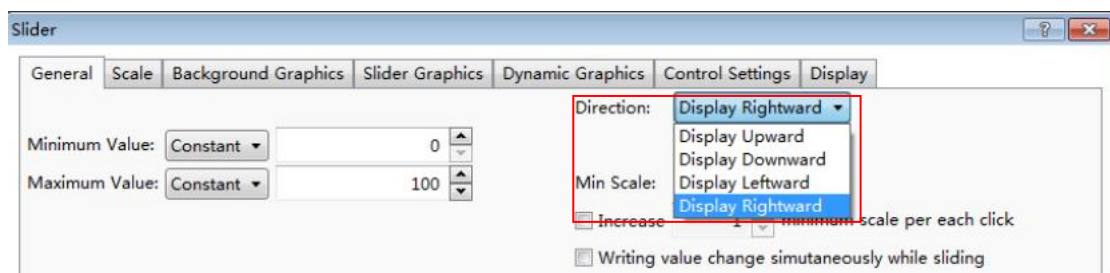 Slider
General Scale Background Graphics Slider Graphics Dynamic Graphics Control Settings Display
Direction: Display Rightward
Minimum Value: Constant 0
Display Upward
Display Downward
Maximum Value: Constant 100
Min Scale: Display Leftward
Display Rightward
Increase minimum scale per each click
Writing value change simutaneously while sliding